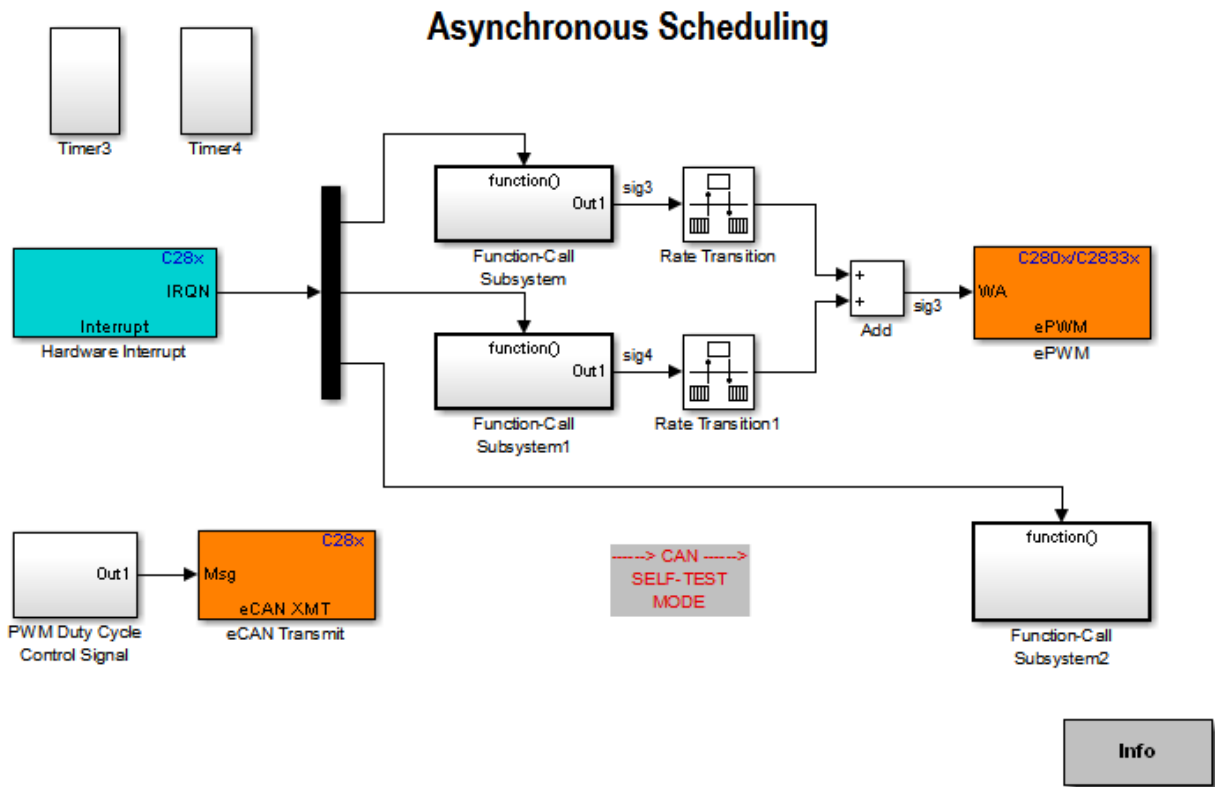 Asynchronous Scheduling
Timer3
Timer4
function()
Out1
sig3
Function-Call
Subsystem
Rate Transition
C28x
IRQN
Interrupt
Hardware Interrupt
function()
Out1
sig4
Function-Call
Subsystem1
Rate Transition1
+
+
Add
sig3
C280x/C2833x
WA
ePWM
ePWM
Out1
PWM Duty Cycle
Control Signal
C28x
Msg
eCAN XMT
eCAN Transmit
------> CAN ------>
SELF-TEST
MODE
function()
Function-Call
Subsystem2
Info